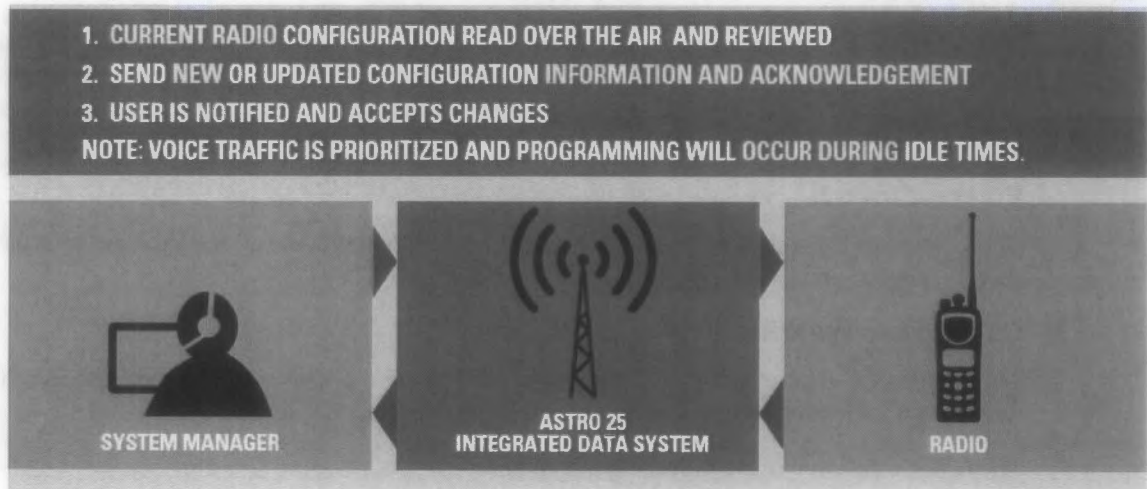 1. CURRENT RADIO CONFIGURATION READ OVER THE AIR AND REVIEWED
2. SEND NEW OR UPDATED CONFIGURATION INFORMATION AND ACKNOWLEDGEMENT
3. USER IS NOTIFIED AND ACCEPTS CHANGES
NOTE: VOICE TRAFFIC IS PRIORITIZED AND PROGRAMMING WILL OCCUR DURING IDLE TIMES.
SYSTEM MANAGER
ASTRO 25
INTEGRATED DATA SYSTEM
RADIO